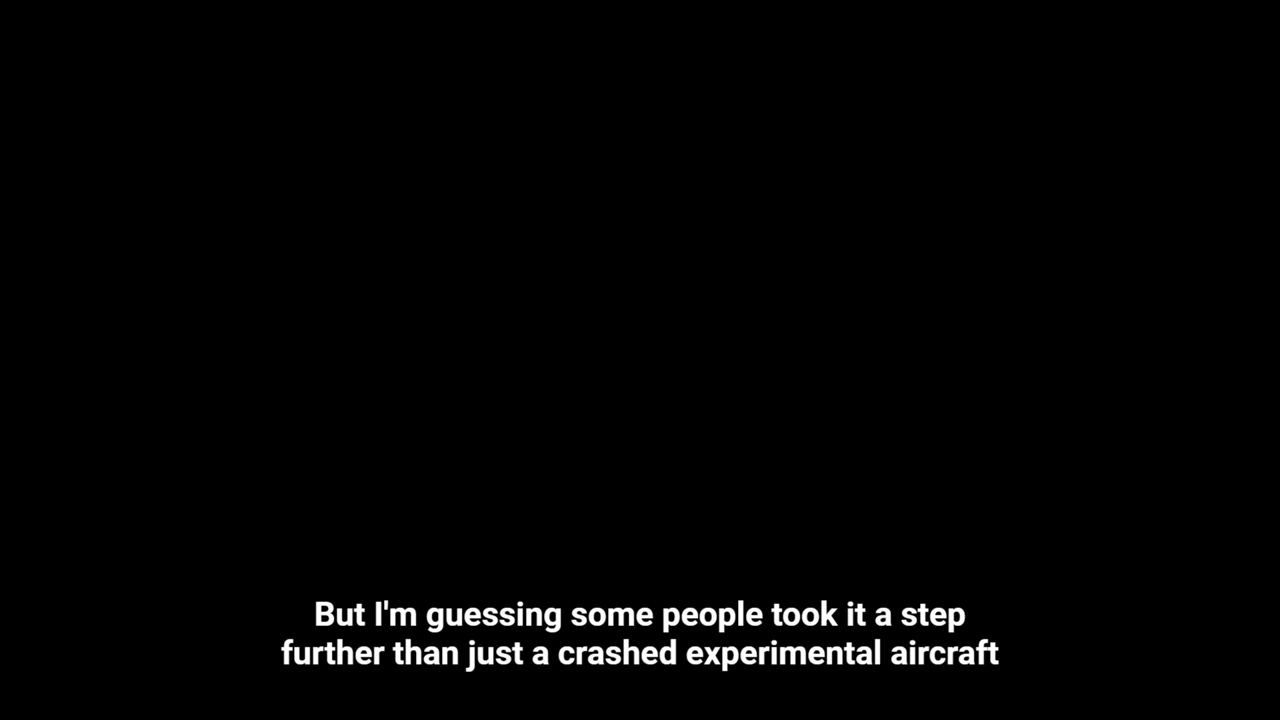 But I'm guessing some people took it a step
further than just a crashed experimental aircraft